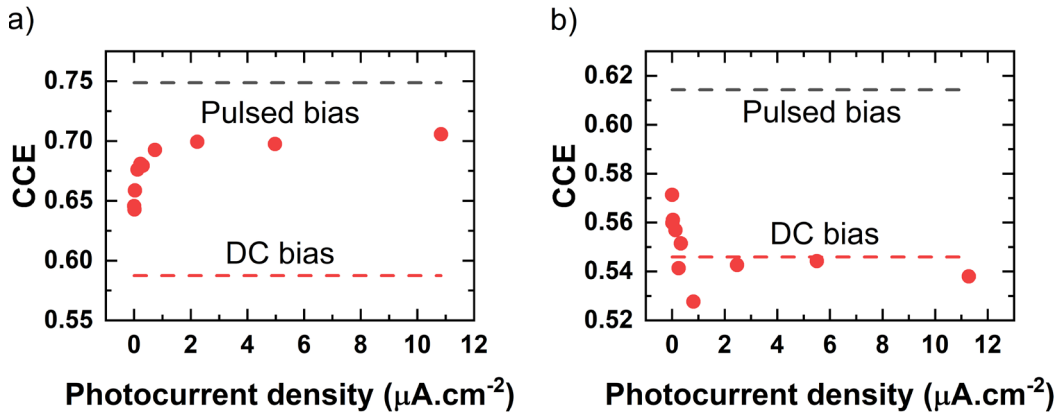 a)
CCE
0.75
0.70
0.65
0.60
0.55
Pulsed bias
DC bias
0 2 4 6 8 10 12
Photocurrent density (μA.cm⁻²)
b)
CCE
0.62
0.60
0.58
0.56
0.54
0.52
Pulsed bias
DC bias
0 2 4 6 8 10 12
Photocurrent density (μA.cm⁻²)